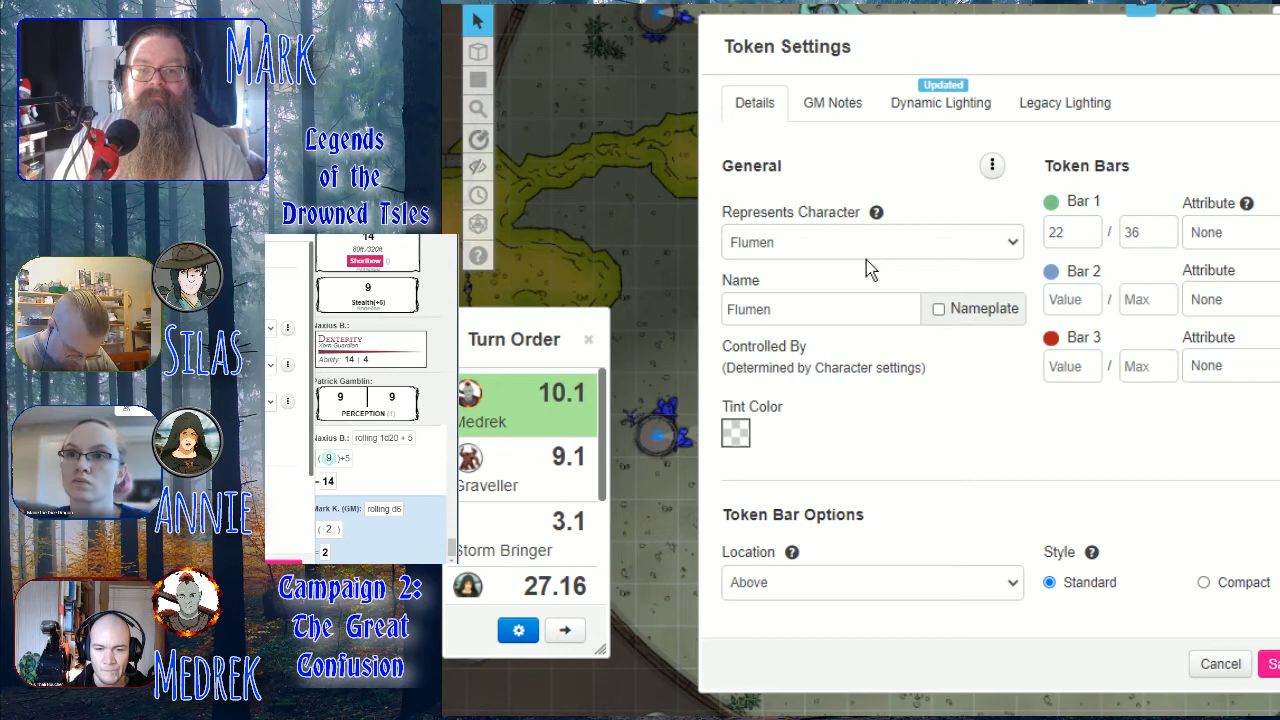 MARK
Legends
of the
Drowned Isles
SILAS
ANNIE
MEDREK
Campaign 2:
The Great
Confusion
14
80ft/320ft
Shortbow ()
9
Stealth(+6)
Naxius B.:
DEXTERITY
Xorn Guardian
Ability: 14 | 4
Patrick Gamblin:
9 9
PERCEPTION (1)
Naxius B.: rolling 1d20 + 5
(9)+5
= 14
Mark K. (GM): rolling d6
(2)
= 2
Turn Order
10.1
Medrek
9.1
Graveller
3.1
Storm Bringer
27.16
Token Settings
Updated
Details GM Notes Dynamic Lighting Legacy Lighting
General
Token Bars
Represents Character
Flumen
Name
Flumen Nameplate
Controlled By
(Determined by Character settings)
Tint Color
Bar 1 Attribute
22 / 36 None
Bar 2 Attribute
Value / Max None
Bar 3 Attribute
Value / Max None
Token Bar Options
Location Style
Above Standard Compact
Cancel Sa